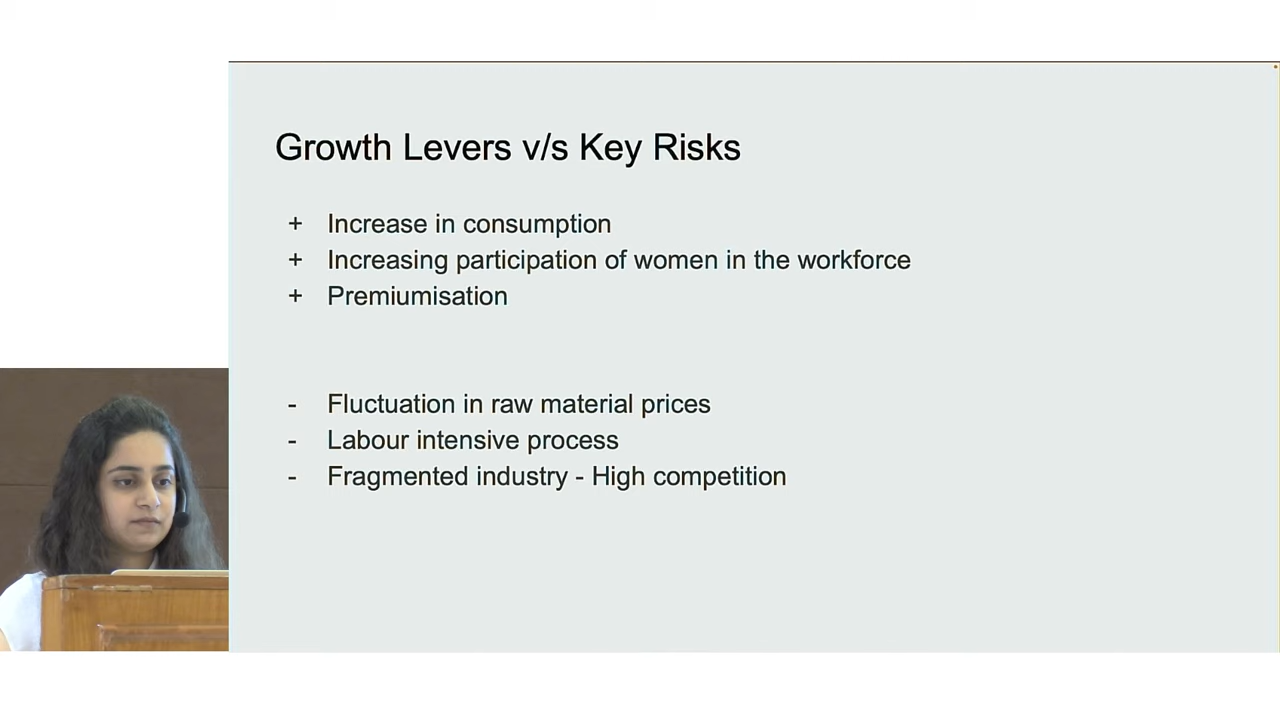 Growth Levers v/s Key Risks
+ Increase in consumption
+ Increasing participation of women in the workforce
+ Premiumisation
- Fluctuation in raw material prices
- Labour intensive process
- Fragmented industry - High competition